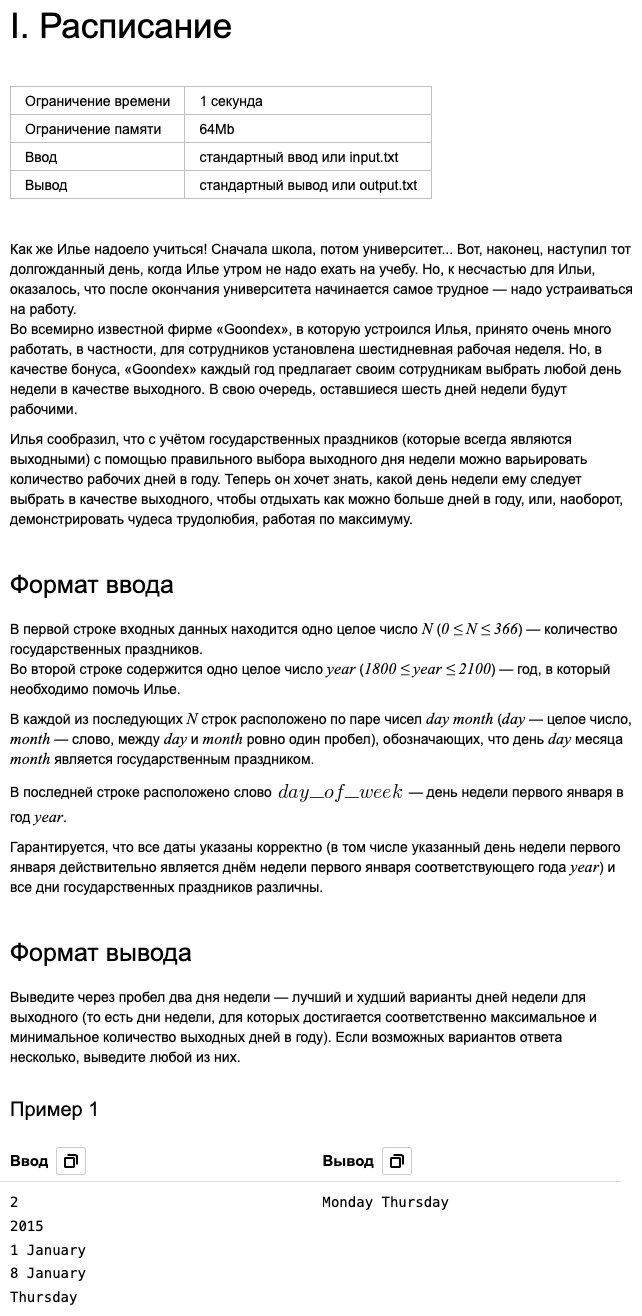 I. Расписание
Ограничение времени 1 секунда
Ограничение памяти 64Mb
Ввод стандартный ввод или input.txt
Вывод стандартный вывод или output.txt
Как же Илье надоело учиться! Сначала школа, потом университет... Вот, наконец, наступил тот
долгожданный день, когда Илье утром не надо ехать на учебу. Но, к несчастью для Ильи,
оказалось, что после окончания университета начинается самое трудное — надо устраиваться
на работу.
Во всемирно известной фирме «Goondex», в которую устроился Илья, принято очень много
работать, в частности, для сотрудников установлена шестидневная рабочая неделя. Но, в
качестве бонуса, «Goondex» каждый год предлагает своим сотрудникам выбрать любой день
недели в качестве выходного. В свою очередь, оставшиеся шесть дней недели будут
рабочими.
Илья сообразил, что с учётом государственных праздников (которые всегда являются
выходными) с помощью правильного выбора выходного дня недели можно варьировать
количество рабочих дней в году. Теперь он хочет знать, какой день недели ему следует
выбрать в качестве выходного, чтобы отдыхать как можно больше дней в году, или, наоборот,
демонстрировать чудеса трудолюбия, работая по максимуму.
Формат ввода
В первой строке входных данных находится одно целое число N (0 ≤ N ≤ 366) — количество
государственных праздников.
Во второй строке содержится одно целое число year (1800 ≤ year ≤ 2100) — год, в который
необходимо помочь Илье.
В каждой из последующих N строк расположено по паре чисел day month (day — целое число,
month — слово, между day и month ровно один пробел), обозначающих, что день day месяца
month является государственным праздником.
В последней строке расположено слово day_of_week — день недели первого января в
год year.
Гарантируется, что все даты указаны корректно (в том числе указанный день недели первого
января действительно является днём недели первого января соответствующего года year) и
все дни государственных праздников различны.
Формат вывода
Выведите через пробел два дня недели — лучший и худший варианты дней недели для
выходного (то есть дни недели, для которых достигается соответственно максимальное и
минимальное количество выходных дней в году). Если возможных вариантов ответа
несколько, выведите любой из них.
Пример 1
Ввод Вывод
2 Monday Thursday
2015
1 January
8 January
Thursday